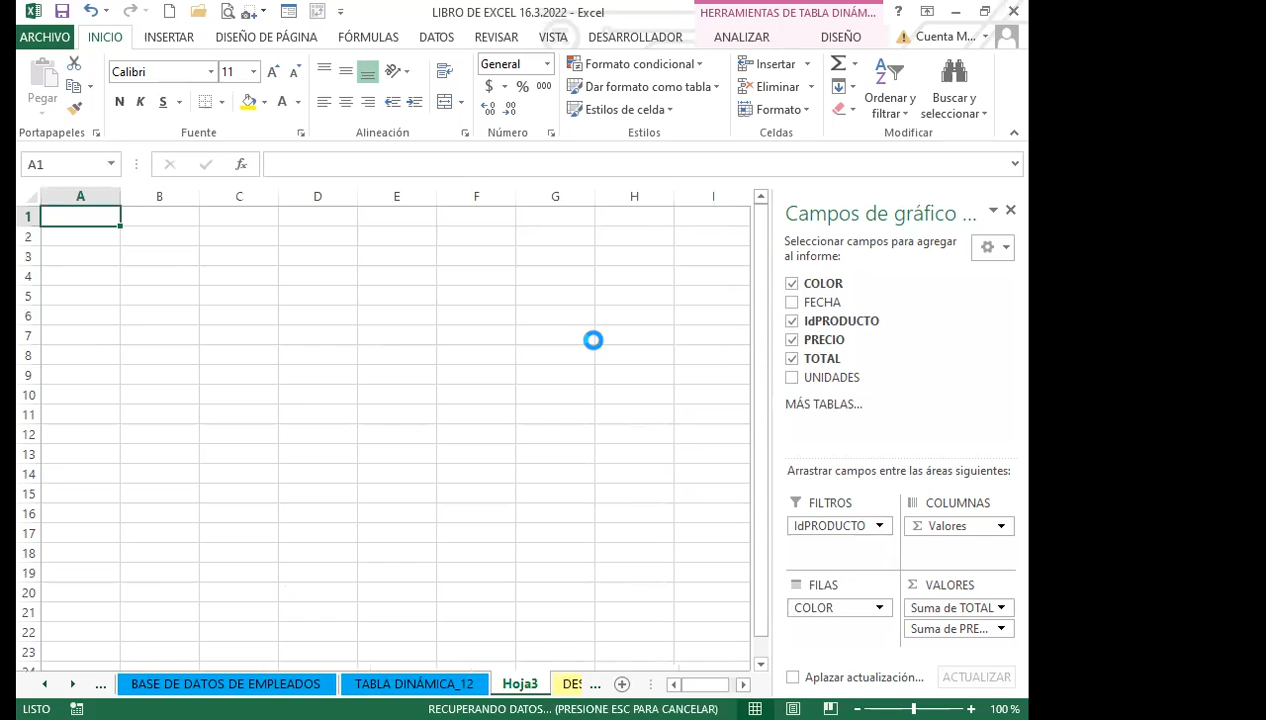 LIBRO DE EXCEL 16.3.2022 - Excel
HERRAMIENTAS DE TABLA DINÁM...
?
ARCHIVO INICIO INSERTAR DISEÑO DE PÁGINA FÓRMULAS DATOS REVISAR VISTA DESARROLLADOR ANALIZAR DISEÑO Cuenta M...
Pegar
Calibri 11
N K S A
General
$ % 000
Formato condicional
Dar formato como tabla
Estilos de celda
Insertar
Eliminar
Formato
Ordenar y
filtrar
Buscar y
seleccionar
Portapapeles Fuente Alineación Número Estilos Celdas Modificar
A1 fx
A B C D E F G H I
1
2
3
4
5
6
7
8
9
10
11
12
13
14
15
16
17
18
19
20
21
22
23
24
Campos de gráfico ...
Seleccionar campos para agregar
al informe:
COLOR
FECHA
IdPRODUCTO
PRECIO
TOTAL
UNIDADES
MÁS TABLAS...
Arrastrar campos entre las áreas siguientes:
FILTROS
IdPRODUCTO
COLUMNAS
Σ Valores
FILAS
COLOR
Σ VALORES
Suma de TOTAL
Suma de PRE...
Aplazar actualización... ACTUALIZAR
... BASE DE DATOS DE EMPLEADOS TABLA DINÁMICA_12 Hoja3 DES ...
LISTO RECUPERANDO DATOS... (PRESIONE ESC PARA CANCELAR) 100 %